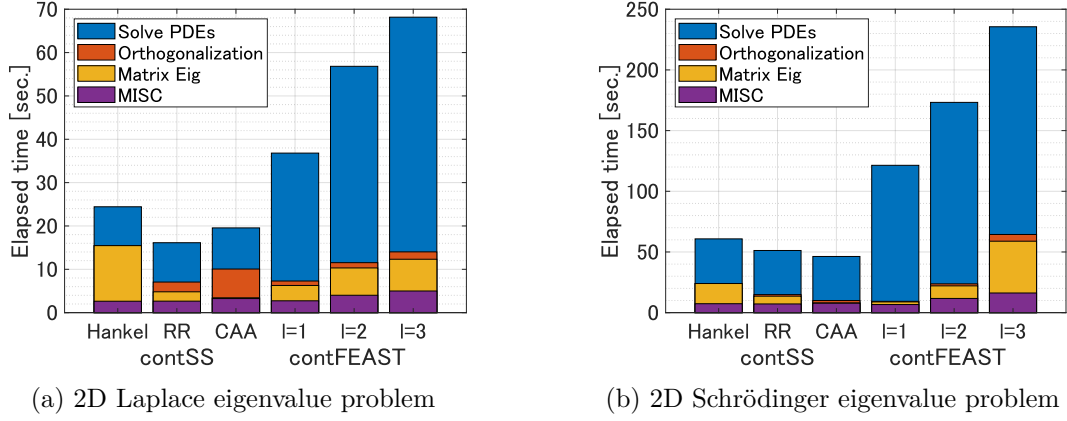 70
60
50
40
30
20
10
0
Elapsed time [sec.]
Solve PDEs
Orthogonalization
Matrix Eig
MISC
Hankel RR CAA l=1 l=2 l=3
contSS contFEAST
(a) 2D Laplace eigenvalue problem
250
200
150
100
50
0
Elapsed time [sec.]
Solve PDEs
Orthogonalization
Matrix Eig
MISC
Hankel RR CAA l=1 l=2 l=3
contSS contFEAST
(b) 2D Schrödinger eigenvalue problem